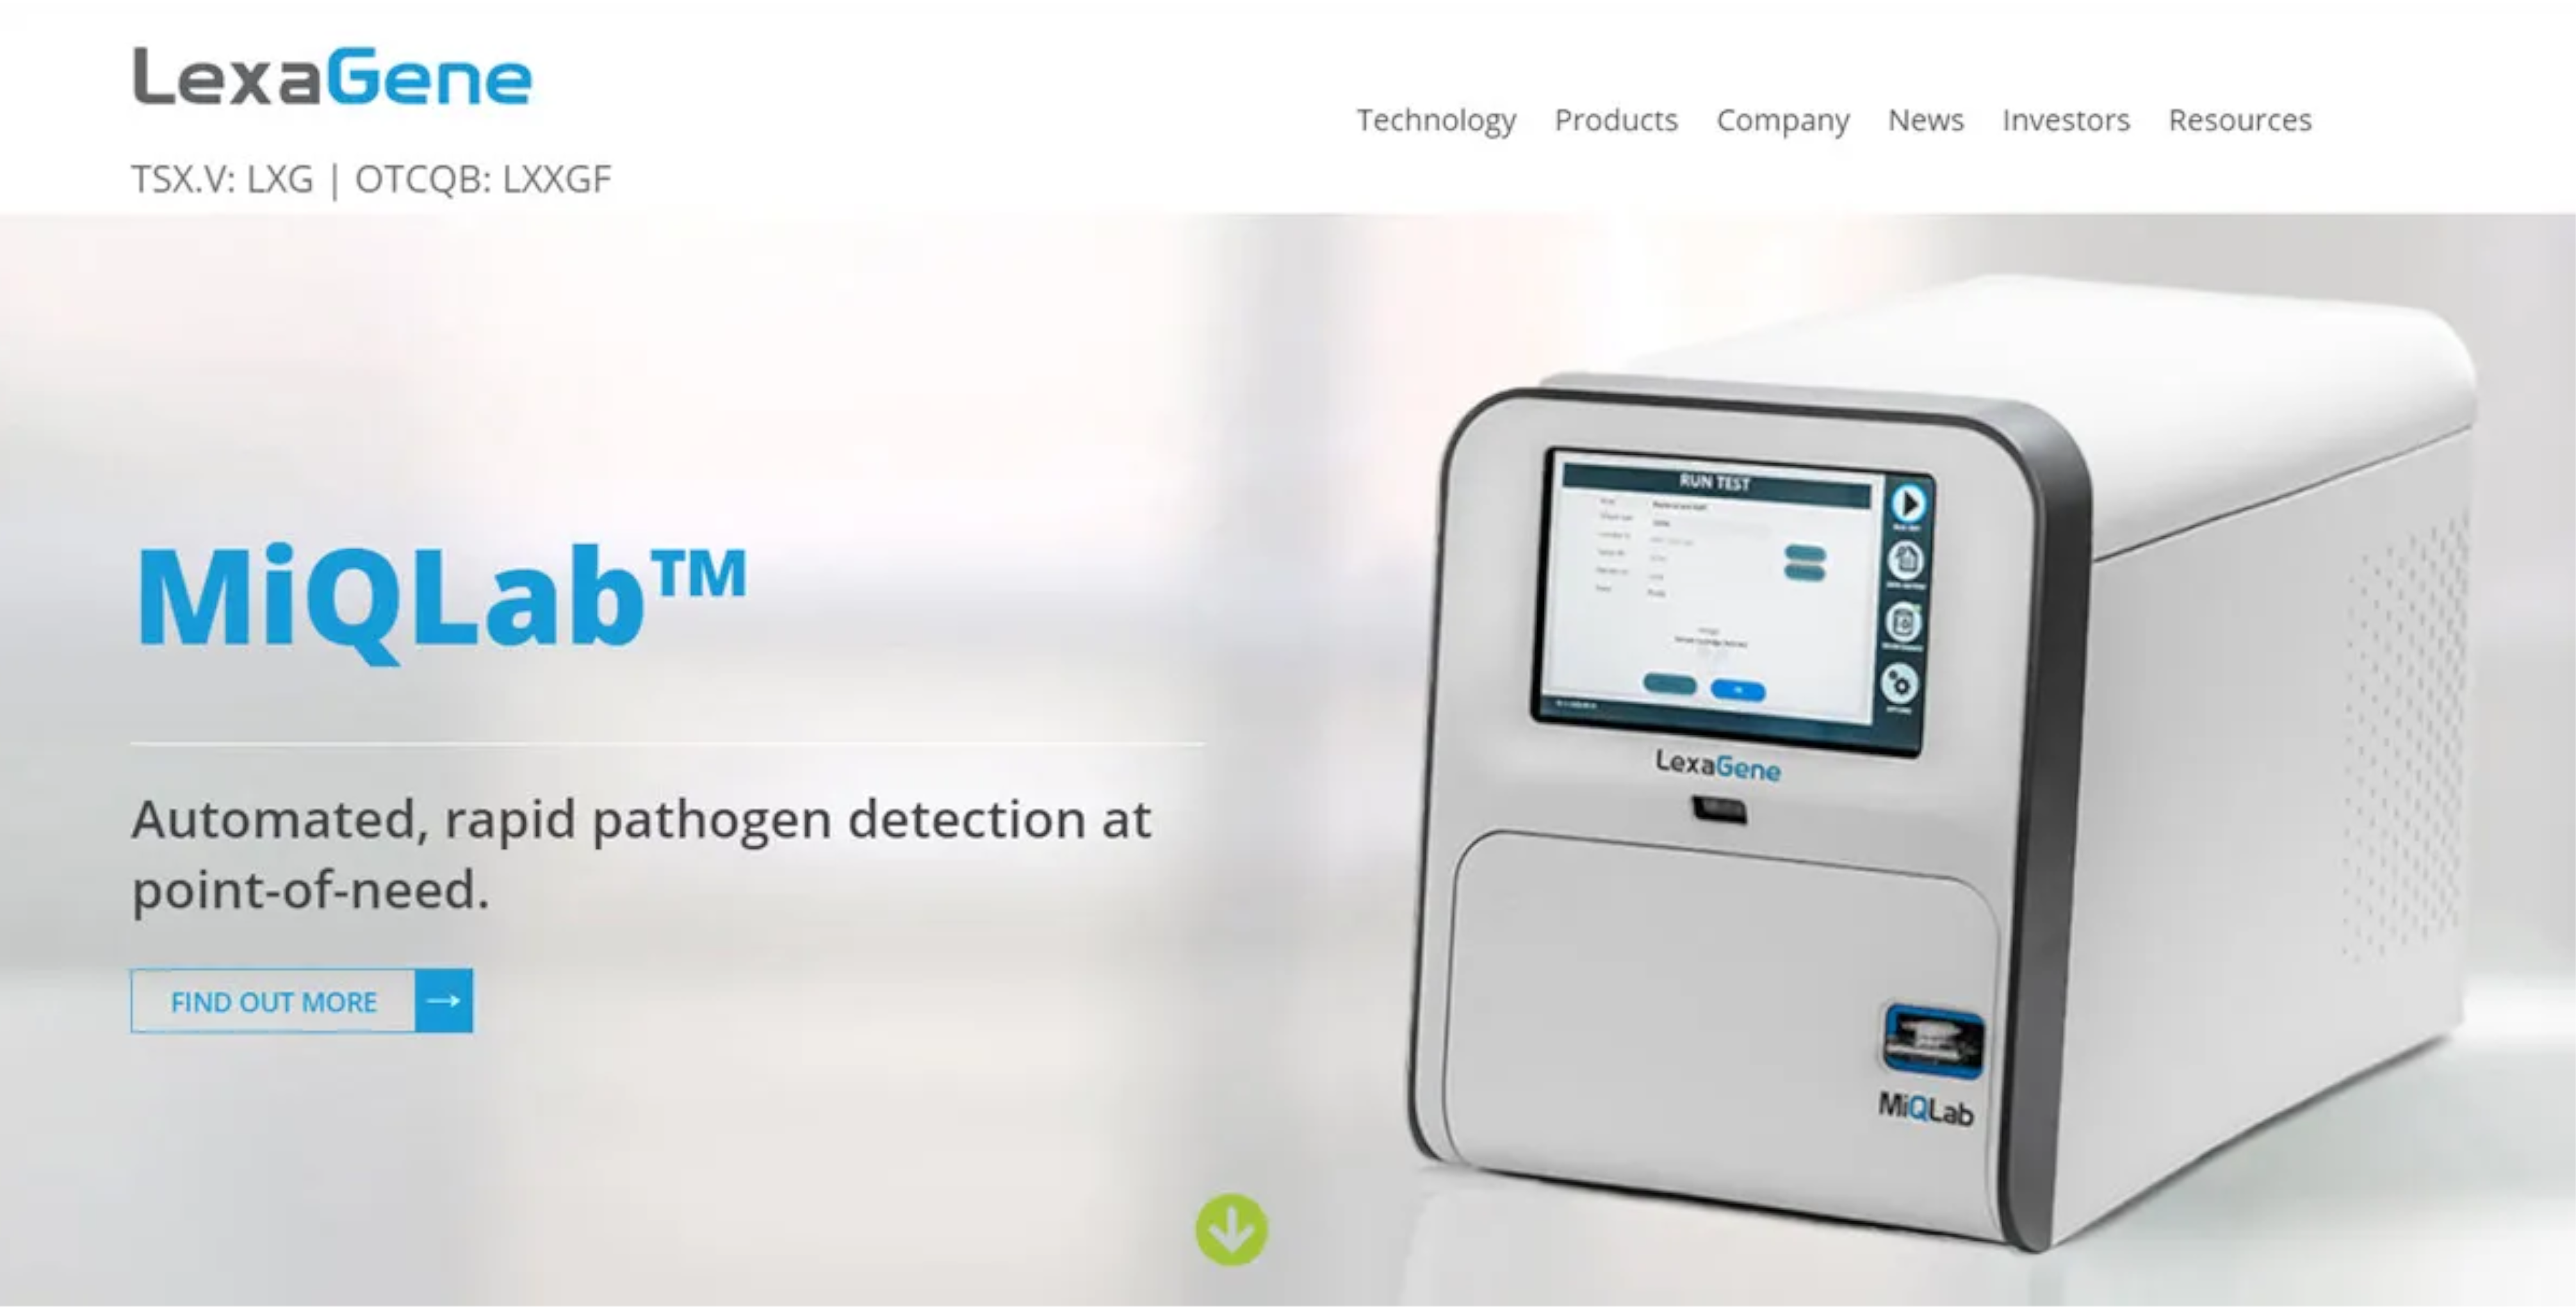 LexaGene
TSX.V: LXG | OTCQB: LXXGF
Technology Products Company News Investors Resources
MiQLab™
Automated, rapid pathogen detection at
point-of-need.
FIND OUT MORE
RUN TEST
LexaGene
MiQLab